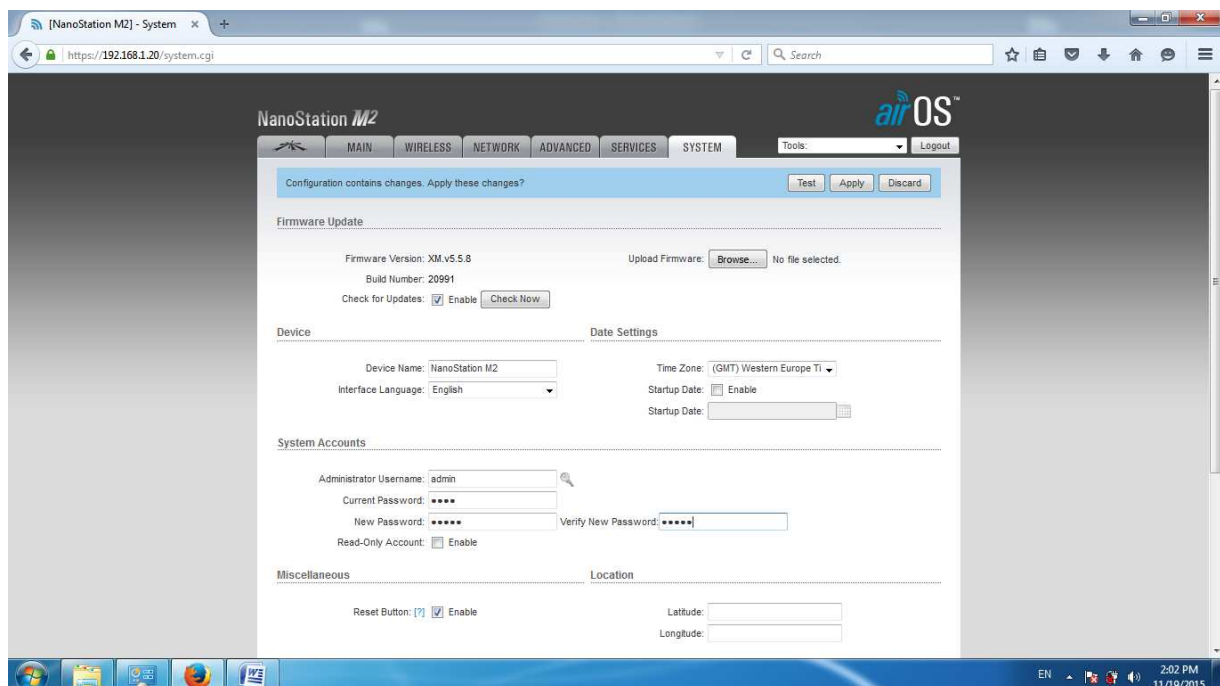 [NanoStation M2] - System × +
https://192.168.1.20/system.cgi Search
NanoStation M2 airOS™
MAIN WIRELESS NETWORK ADVANCED SERVICES SYSTEM Tools: Logout
Configuration contains changes. Apply these changes? Test Apply Discard
Firmware Update
Firmware Version: XM.v5.5.8 Upload Firmware: Browse... No file selected.
Build Number: 20991
Check for Updates: Enable Check Now
Device Date Settings
Device Name: NanoStation M2 Time Zone: (GMT) Western Europe Ti
Interface Language: English Startup Date: Enable
Startup Date:
System Accounts
Administrator Username: admin
Current Password: ••••
New Password: ••••• Verify New Password: •••••
Read-Only Account: Enable
Miscellaneous Location
Reset Button: [?] Enable Latitude:
Longitude:
EN 2:02 PM
11/19/2015